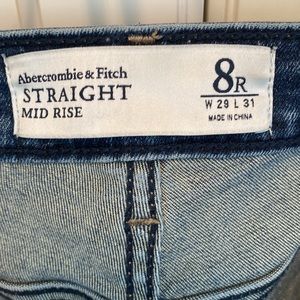 Abercrombie & Fitch
STRAIGHT
MID RISE
8R
W 29 L 31
MADE IN CHINA